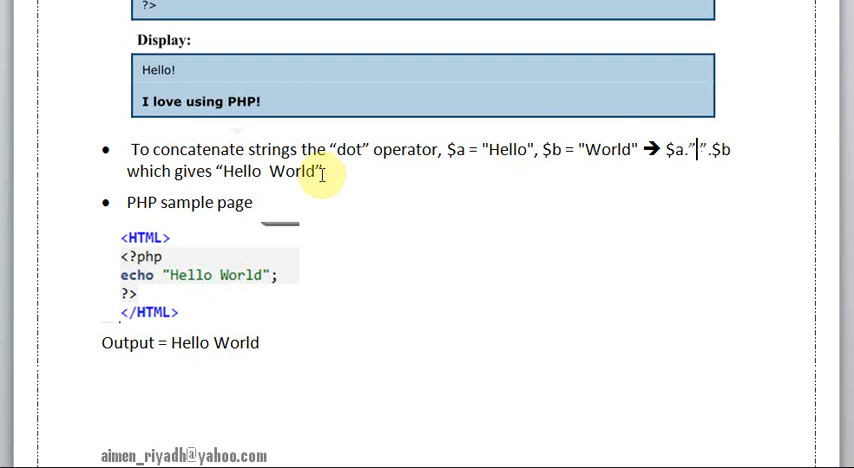 ?>
Display:
Hello!
I love using PHP!
• To concatenate strings the “dot” operator, $a = "Hello", $b = "World" ➔ $a.” ”.$b
which gives “Hello  World”
• PHP sample page
<HTML>
<?php
echo "Hello World";
?>
</HTML>
Output = Hello World
aimen_riyadh@yahoo.com